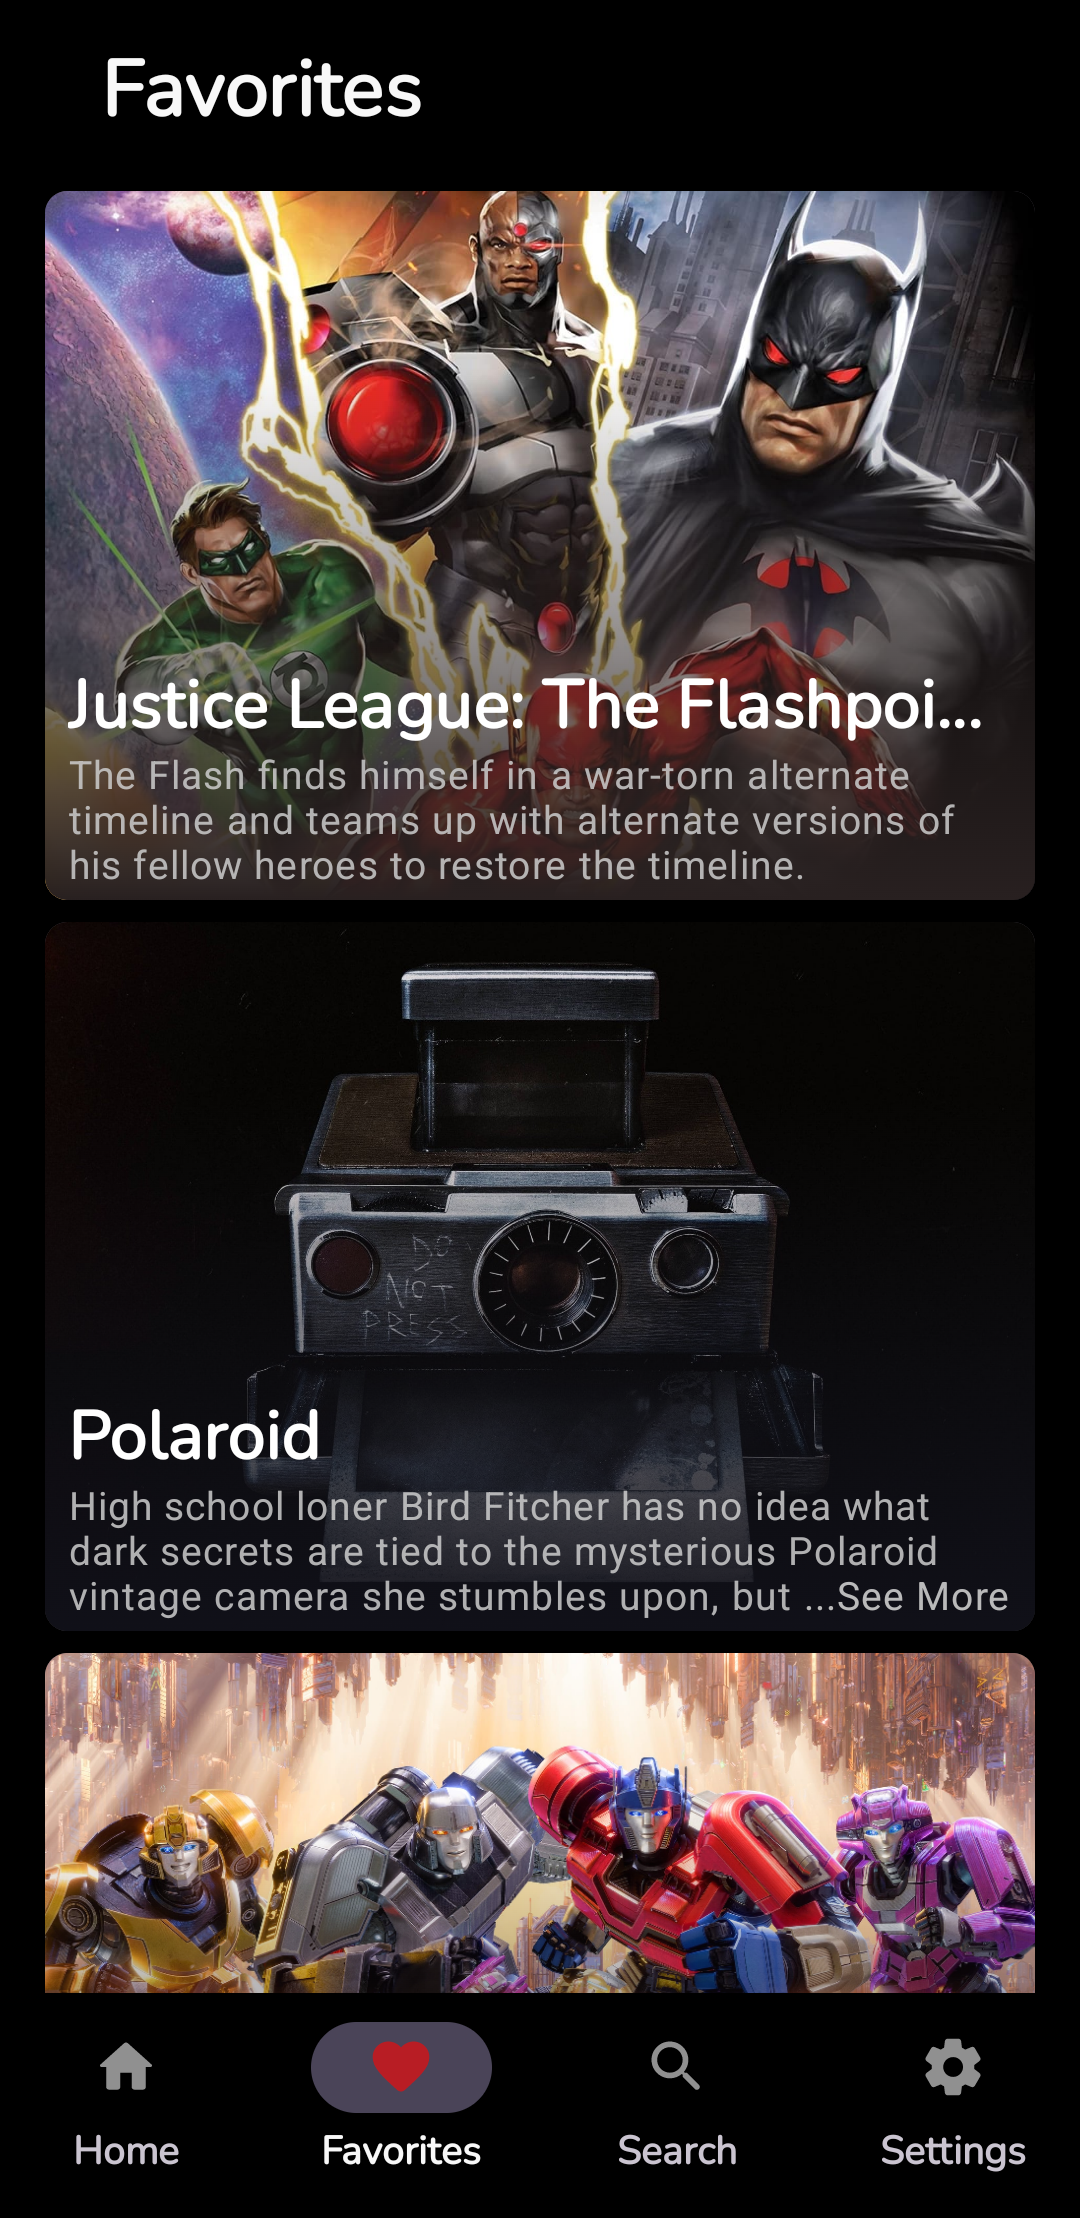 Favorites
Justice League: The Flashpoi...
The Flash finds himself in a war-torn alternate
timeline and teams up with alternate versions of
his fellow heroes to restore the timeline.
DO
NOT
PRESS
Polaroid
High school loner Bird Fitcher has no idea what
dark secrets are tied to the mysterious Polaroid
vintage camera she stumbles upon, but ...See More
Home
Favorites
Search
Settings